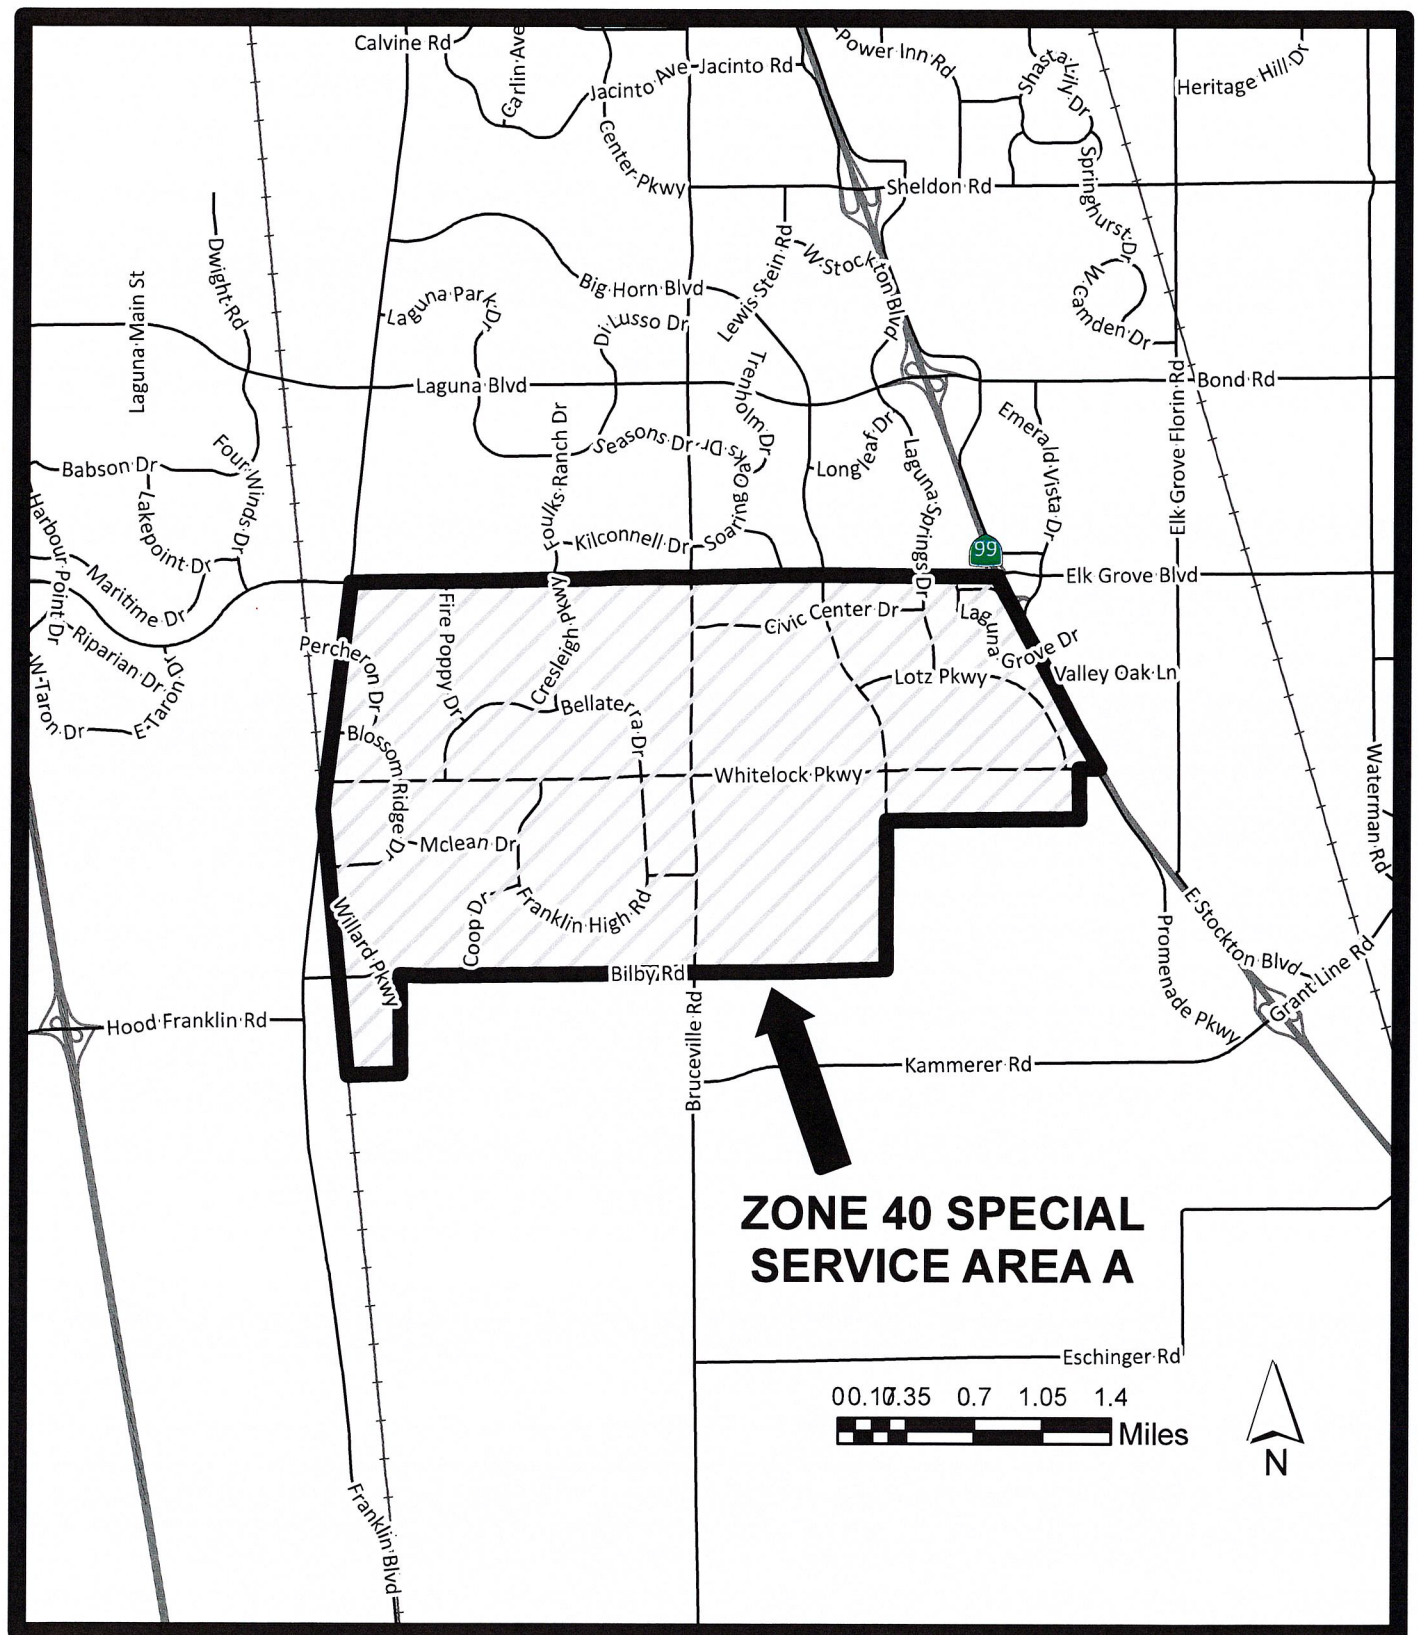 Calvine Rd
Carlin Ave
Jacinto Ave
Jacinto Rd
Power Inn Rd
Shasta Lily Dr
Heritage Hill Dr
Center Pkwy
Sheldon Rd
Springhurst Dr
Dwight Rd
Laguna Main St
Laguna Park Dr
Big Horn Blvd
Di Lusso Dr
Lewis Stein Rd
W Stockton Blvd
W Camden Dr
Laguna Blvd
Trenholm Dr
Bond Rd
Elk Grove Florin Rd
Babson Dr
Four Winds Dr
Lakepoint Dr
Foulks Ranch Dr
Seasons Dr
Soaring Oaks Dr
Longleaf Dr
Laguna Springs Dr
Emerald Vista Dr
Harbour Point Dr
Maritime Dr
Kilconnell Dr
99
Elk Grove Blvd
Riparian Dr
W Taron Dr
E Taron Dr
Percheron Dr
Fire Poppy Dr
Cresleigh Pkwy
Civic Center Dr
Laguna Grove Dr
Valley Oak Ln
Lotz Pkwy
Bellaterra Dr
Blossom Ridge Dr
Whitelock Pkwy
Waterman Rd
Mclean Dr
Franklin High Rd
Coop Dr
Willard Pkwy
Bilby Rd
E Stockton Blvd
Grant Line Rd
Promenade Pkwy
Hood Franklin Rd
Bruceville Rd
Kammerer Rd
ZONE 40 SPECIAL
SERVICE AREA A
Eschinger Rd
0 0.17 0.35 0.7 1.05 1.4
Miles
N
Franklin Blvd